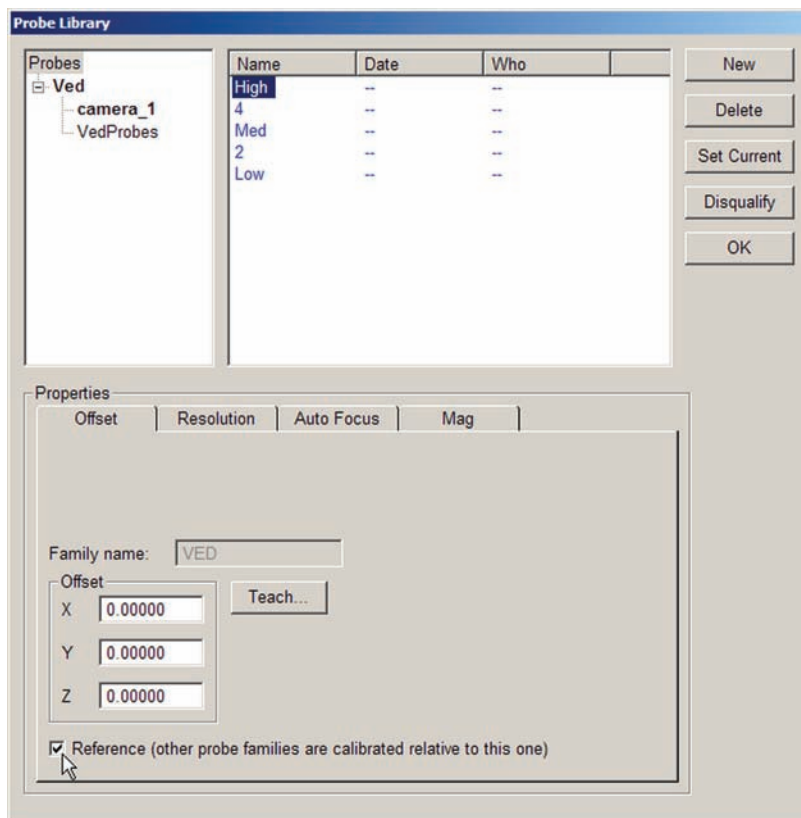 Probe Library
Probes
Ved
camera_1
VedProbes
Name Date Who
High -- --
4 -- --
Med -- --
2 -- --
Low -- --
New
Delete
Set Current
Disqualify
OK
Properties
Offset Resolution Auto Focus Mag
Family name: VED
Offset
X 0.00000
Teach...
Y 0.00000
Z 0.00000
Reference (other probe families are calibrated relative to this one)